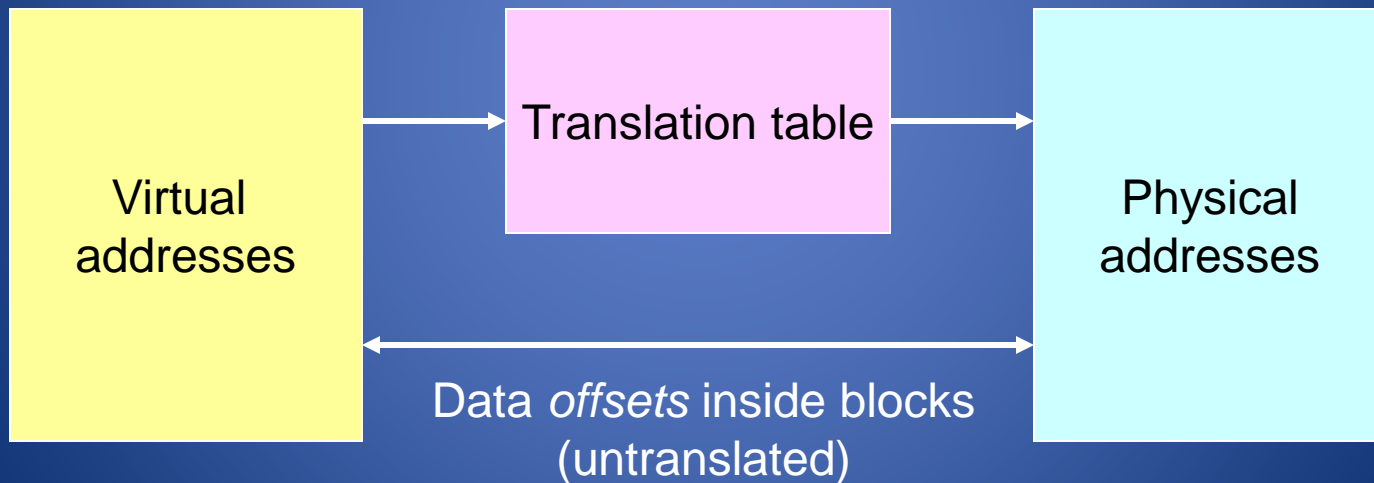 Virtual
addresses
Translation table
Physical
addresses
Data offsets inside blocks
(untranslated)